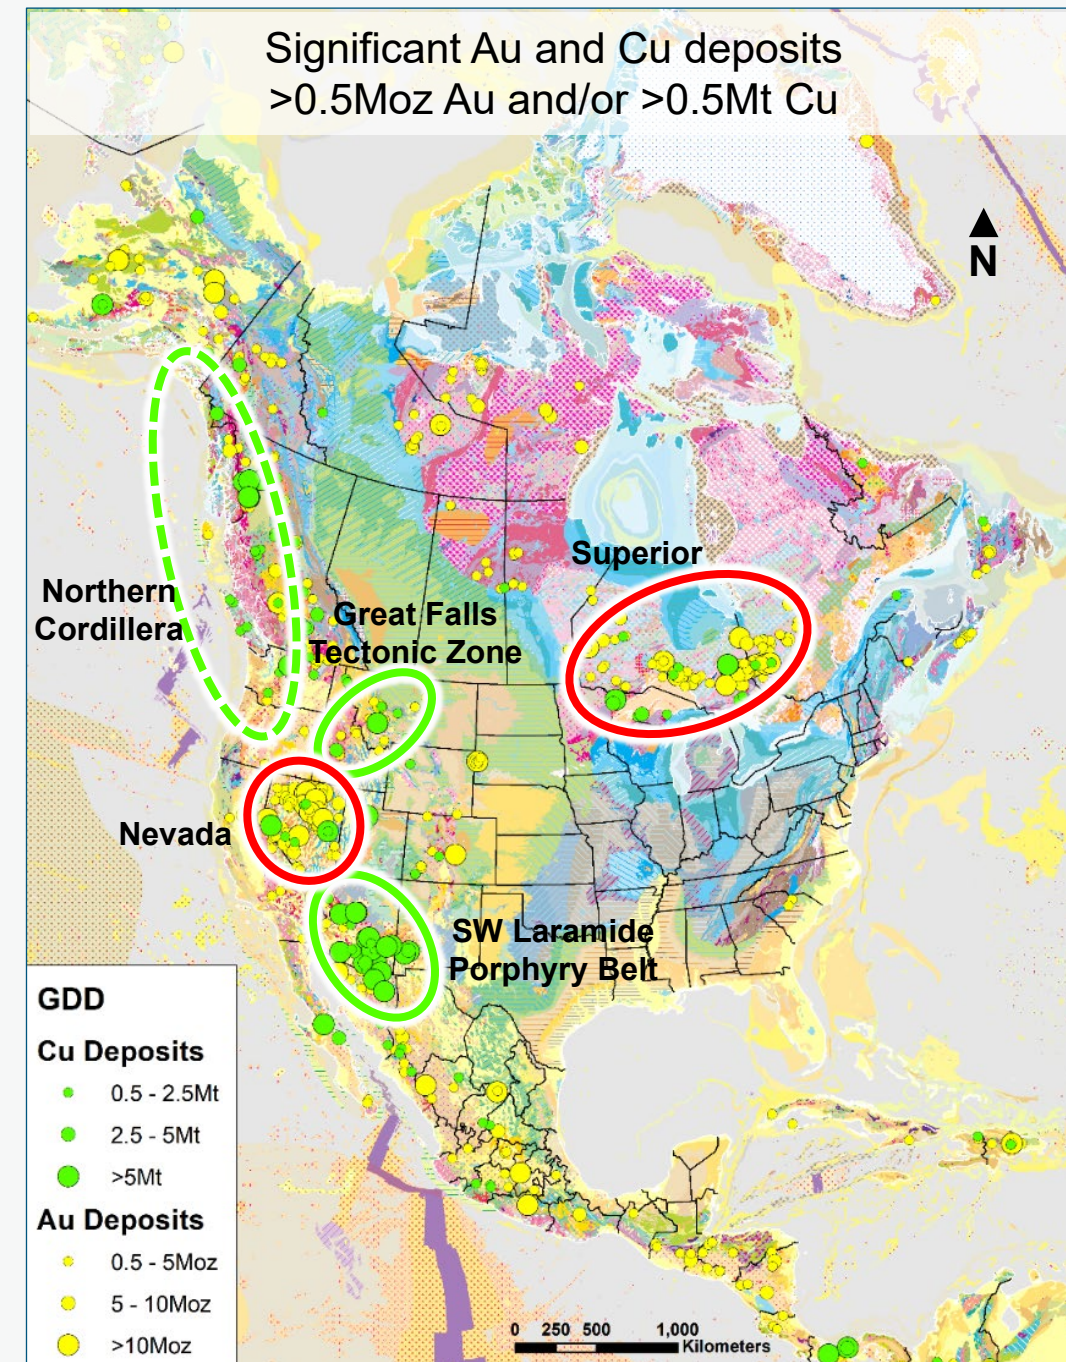 Significant Au and Cu deposits
>0.5Moz Au and/or >0.5Mt Cu
N
Superior
Northern
Cordillera
Great Falls
Tectonic Zone
Nevada
SW Laramide
Porphyry Belt
GDD
Cu Deposits
0.5 - 2.5Mt
2.5 - 5Mt
>5Mt
Au Deposits
0.5 - 5Moz
5 - 10Moz
>10Moz
0 250 500 1,000
Kilometers